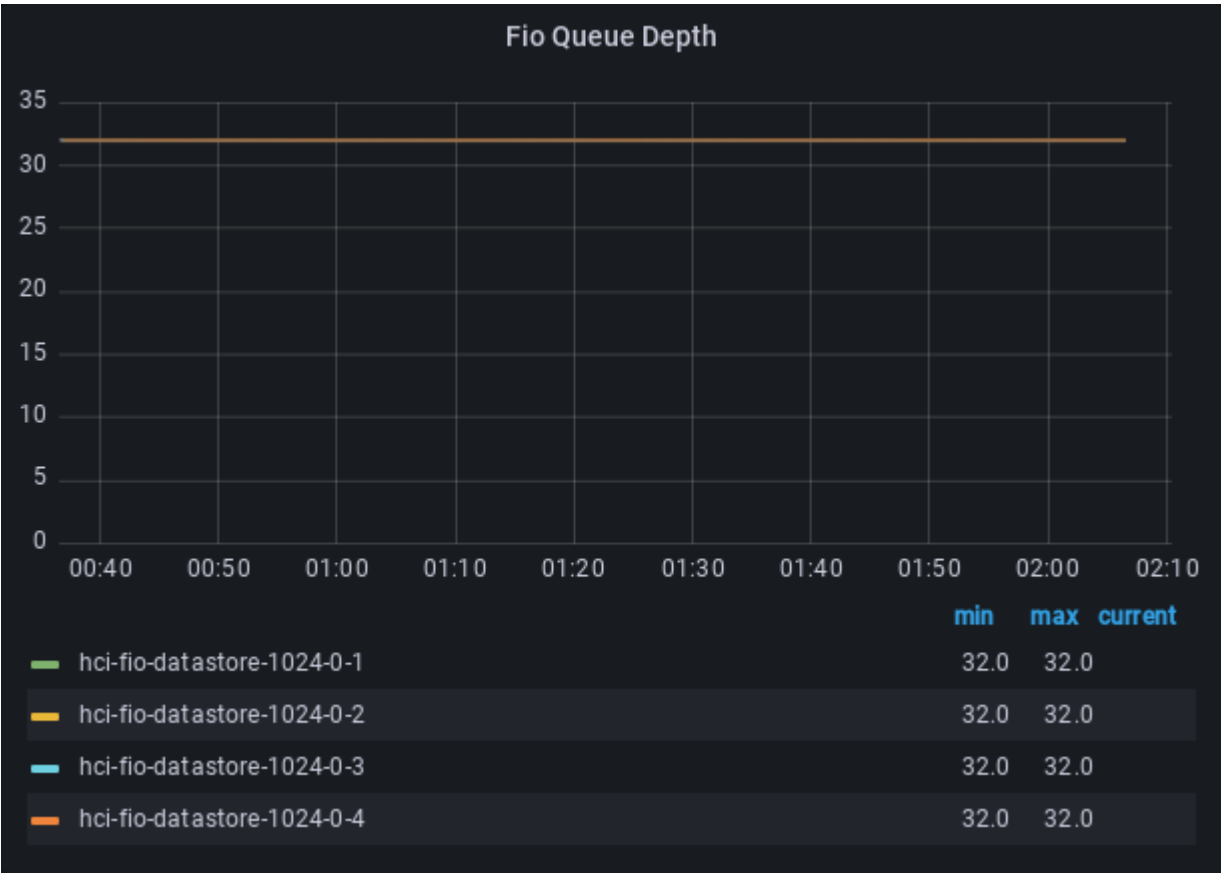 Fio Queue Depth
35
30
25
20
15
10
5
0
00:40 00:50 01:00 01:10 01:20 01:30 01:40 01:50 02:00 02:10
min max current
hci-fio-datastore-1024-0-1 32.0 32.0
hci-fio-datastore-1024-0-2 32.0 32.0
hci-fio-datastore-1024-0-3 32.0 32.0
hci-fio-datastore-1024-0-4 32.0 32.0